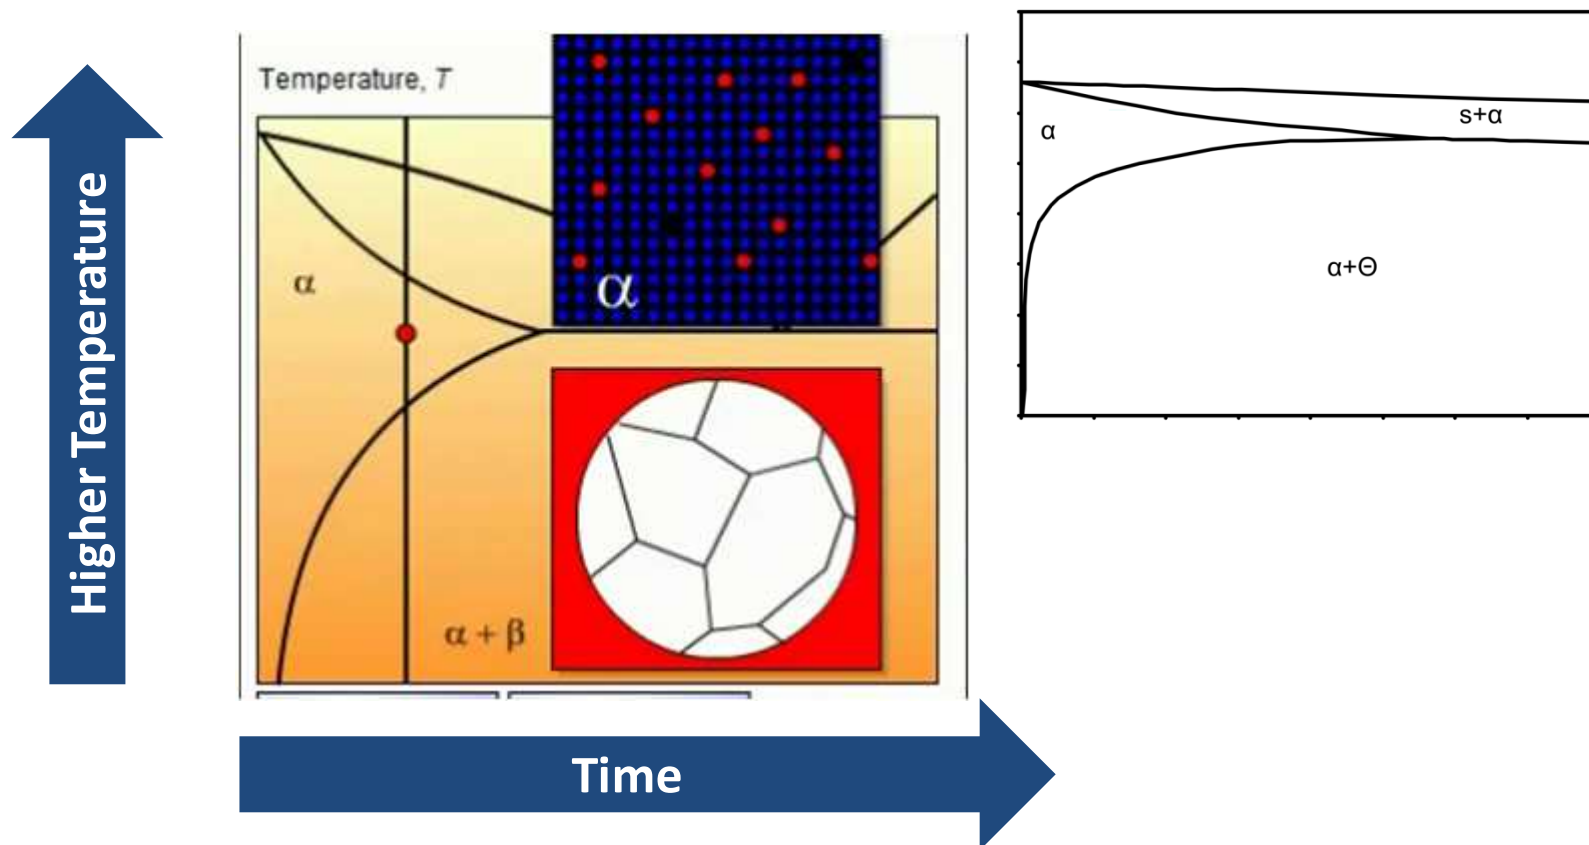 Higher Temperature
Temperature, T
α
α
α + β
Time
α
s+α
α+Θ